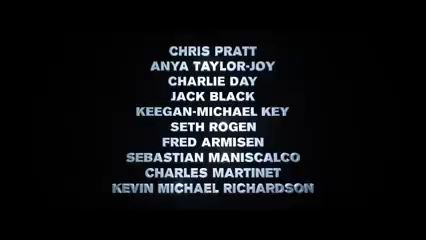 CHRIS PRATT
ANYA TAYLOR-JOY
CHARLIE DAY
JACK BLACK
KEEGAN-MICHAEL KEY
SETH ROGEN
FRED ARMISEN
SEBASTIAN MANISCALCO
CHARLES MARTINET
KEVIN MICHAEL RICHARDSON